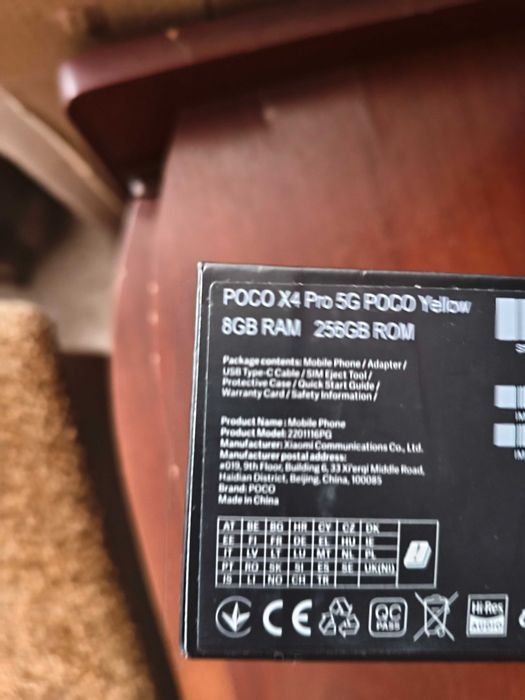 POCO X4 Pro 5G POCO Yellow
8GB RAM 256GB ROM
Package contents: Mobile Phone / Adapter /
USB Type-C Cable / SIM Eject Tool /
Protective Case / Quick Start Guide /
Warranty Card / Safety Information /
Product Name: Mobile Phone
Product Model: 2201116PG
Manufacturer: Xiaomi Communications Co., Ltd.
Manufacturer postal address:
#019, 9th Floor, Building 6, 33 Xi'erqi Middle Road,
Haidian District, Beijing, China, 100085
Brand: POCO
Made in China
AT BE BG HR CY CZ DK
EE FI FR DE EL HU IE
IT LV LT LU MT NL PL
PT RO SK SI ES SE UK(NI)
IS LI NO CH TR
CE
QC PASS
Hi-Res
AUDIO